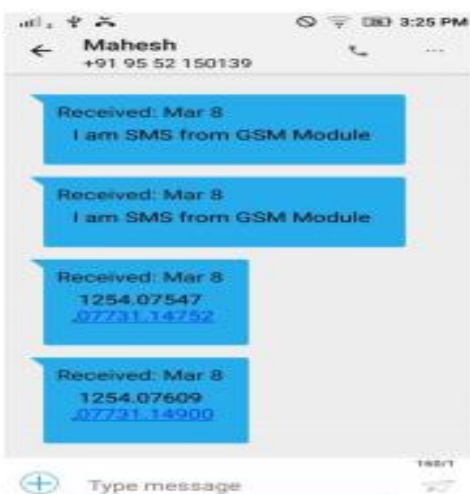 3:25 PM
Mahesh
+91 95 52 150139
Received: Mar 8
I am SMS from GSM Module
Received: Mar 8
I am SMS from GSM Module
Received: Mar 8
1254.07547
,07731.14752
Received: Mar 8
1254.07609
,07731.14900
160/1
Type message